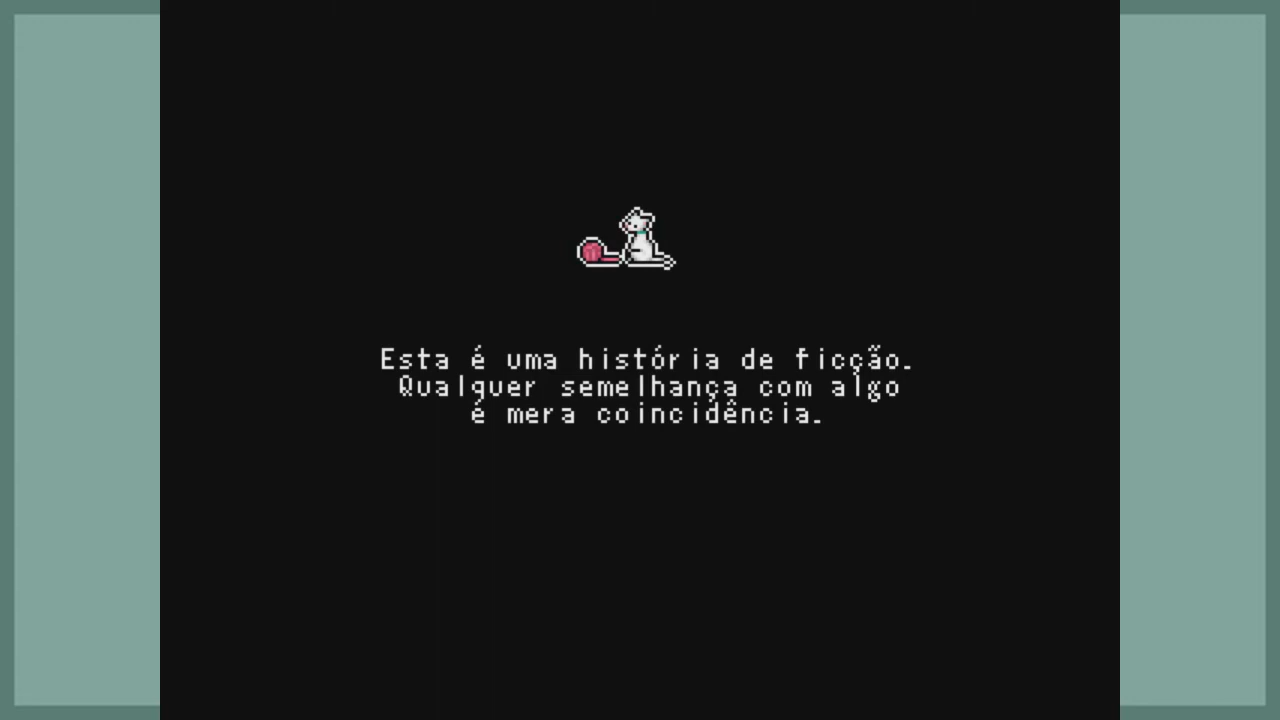 Esta é uma história de ficção.
Qualquer semelhança com algo
é mera coincidência.